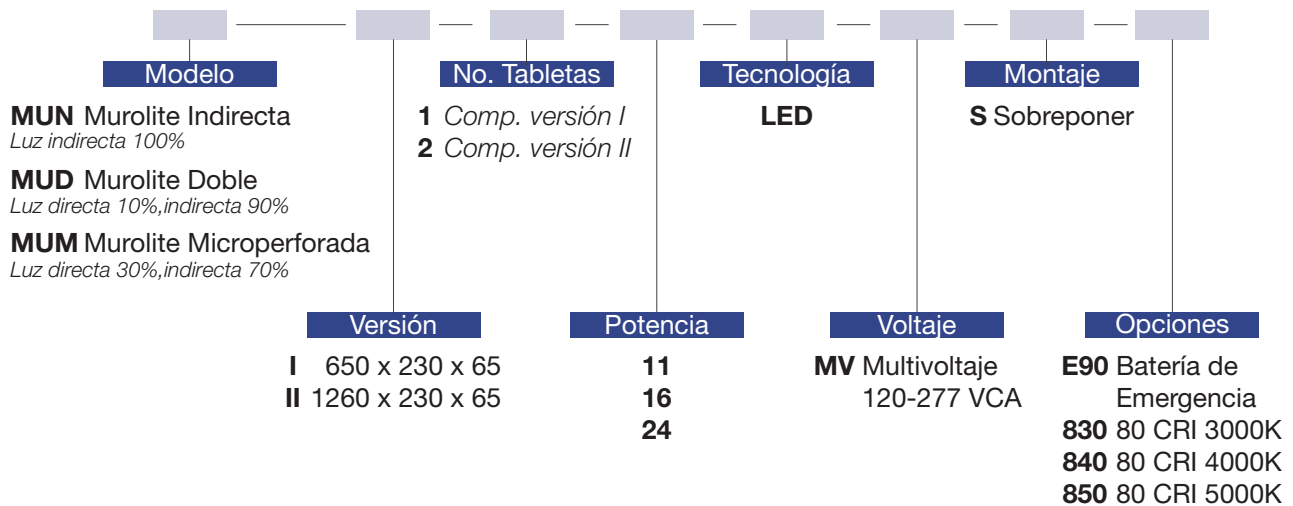 Modelo
No. Tabletas
Tecnología
Montaje
MUN Murolite Indirecta
Luz indirecta 100%
MUD Murolite Doble
Luz directa 10%,indirecta 90%
MUM Murolite Microperforada
Luz directa 30%,indirecta 70%
1 Comp. versión I
2 Comp. versión II
LED
S Sobreponer
Versión
Potencia
Voltaje
Opciones
I 650 x 230 x 65
II 1260 x 230 x 65
11
16
24
MV Multivoltaje
120-277 VCA
E90 Batería de
Emergencia
830 80 CRI 3000K
840 80 CRI 4000K
850 80 CRI 5000K